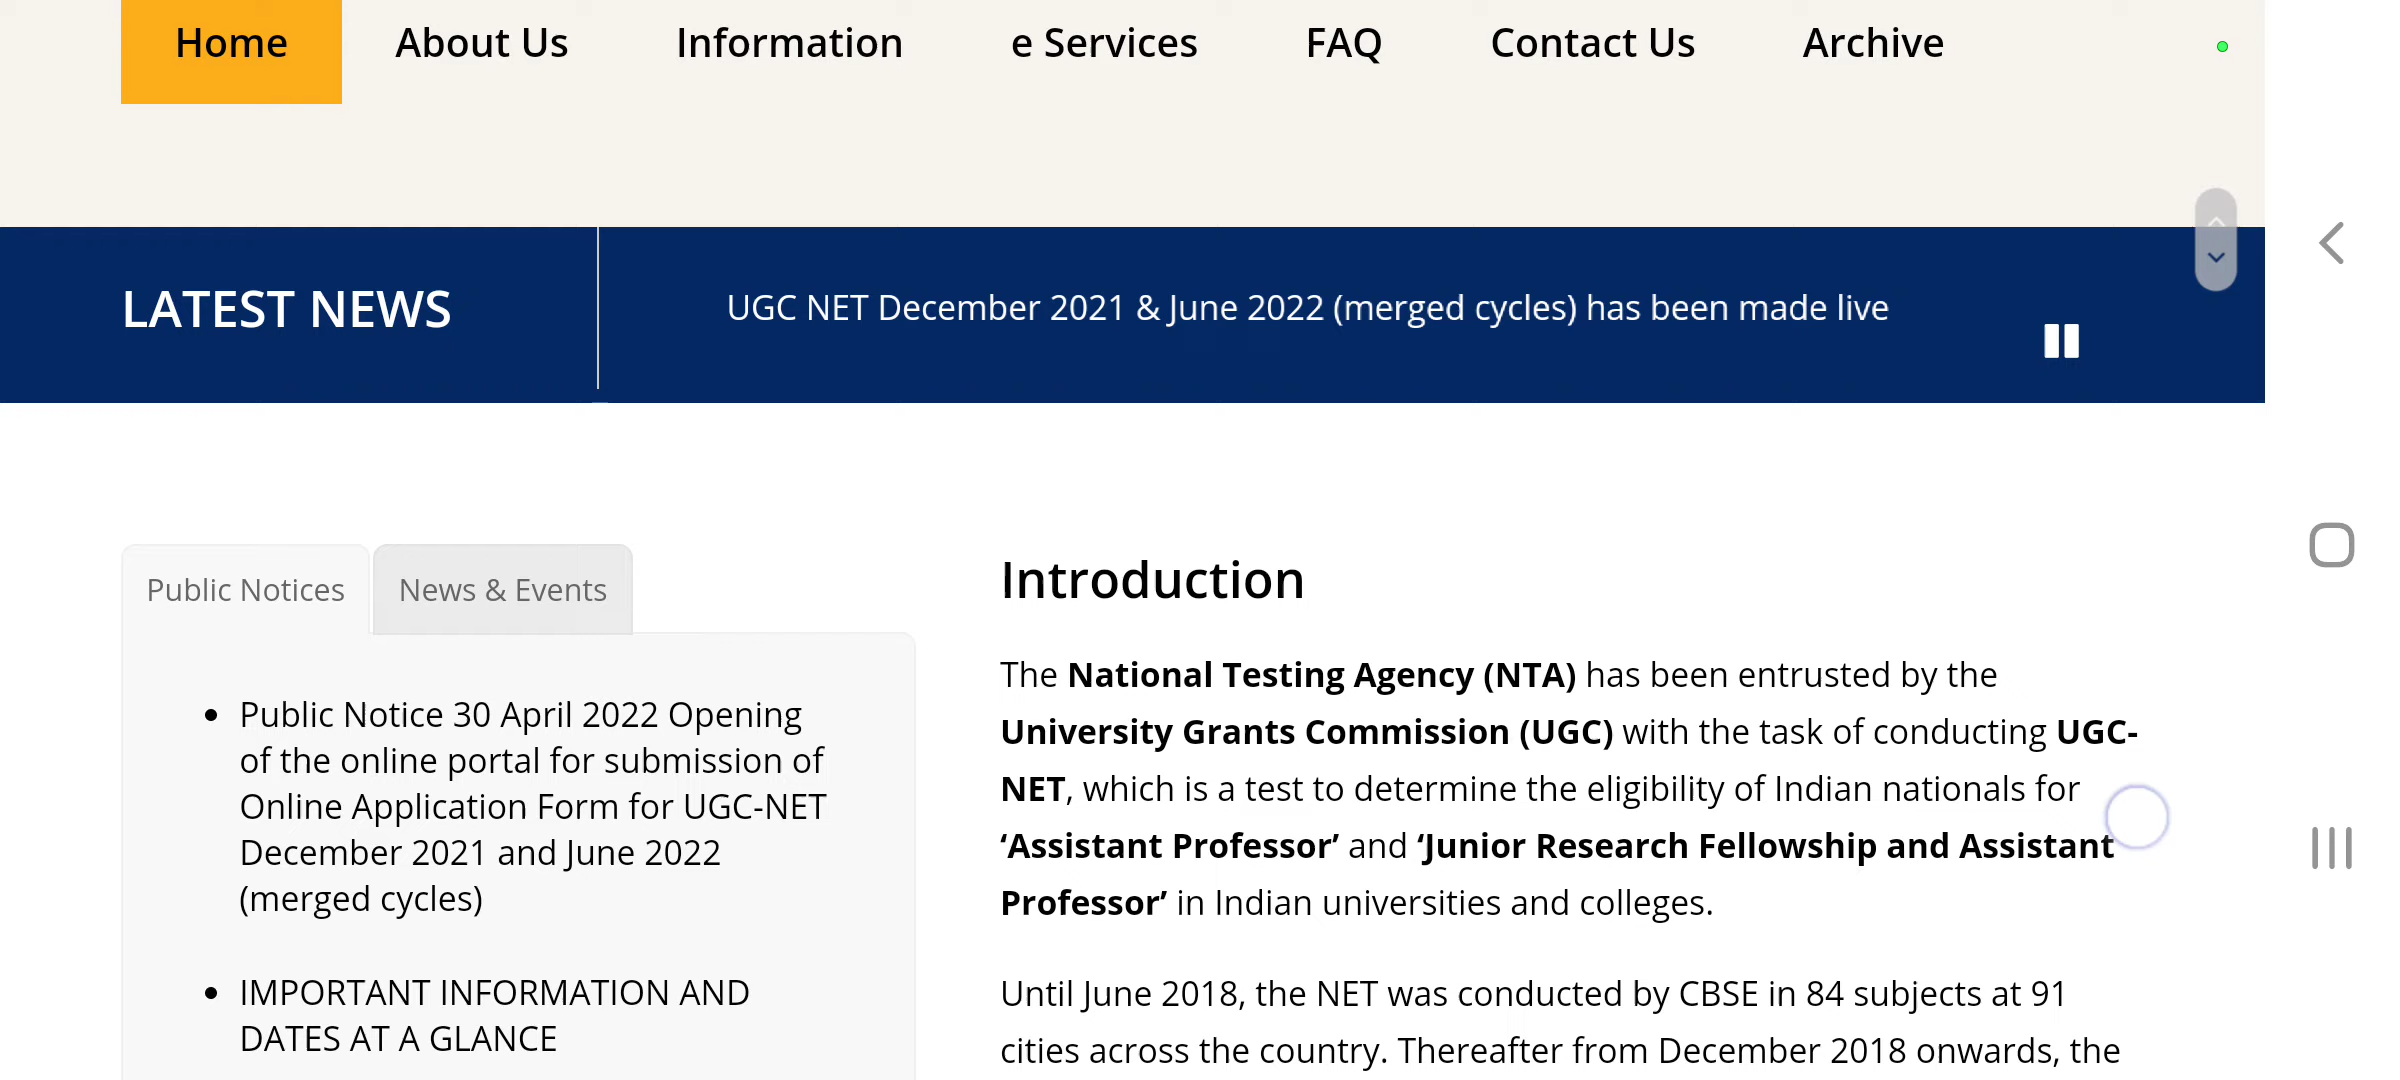 Home About Us Information e Services FAQ Contact Us Archive
LATEST NEWS
UGC NET December 2021 & June 2022 (merged cycles) has been made live
Public Notices News & Events
Public Notice 30 April 2022 Opening
of the online portal for submission of
Online Application Form for UGC-NET
December 2021 and June 2022
(merged cycles)
IMPORTANT INFORMATION AND
DATES AT A GLANCE
Introduction
The National Testing Agency (NTA) has been entrusted by the
University Grants Commission (UGC) with the task of conducting UGC-
NET, which is a test to determine the eligibility of Indian nationals for
‘Assistant Professor’ and ‘Junior Research Fellowship and Assistant
Professor’ in Indian universities and colleges.
Until June 2018, the NET was conducted by CBSE in 84 subjects at 91
cities across the country. Thereafter from December 2018 onwards, the